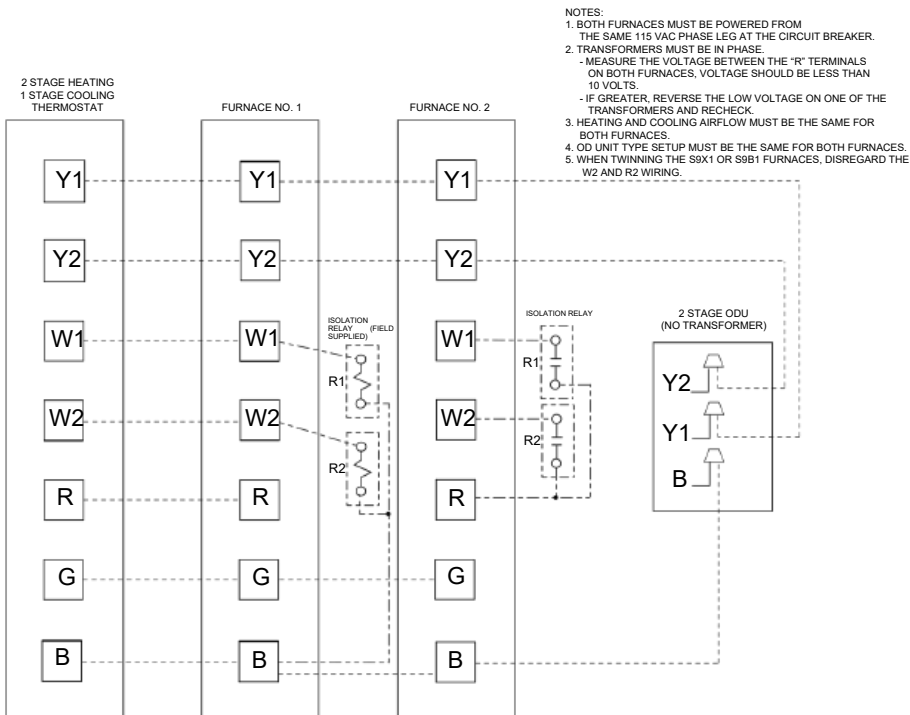 NOTES:
1. BOTH FURNACES MUST BE POWERED FROM
THE SAME 115 VAC PHASE LEG AT THE CIRCUIT BREAKER.
2. TRANSFORMERS MUST BE IN PHASE.
- MEASURE THE VOLTAGE BETWEEN THE “R” TERMINALS
ON BOTH FURNACES, VOLTAGE SHOULD BE LESS THAN
10 VOLTS.
- IF GREATER, REVERSE THE LOW VOLTAGE ON ONE OF THE
TRANSFORMERS AND RECHECK.
3. HEATING AND COOLING AIRFLOW MUST BE THE SAME FOR
BOTH FURNACES.
4. OD UNIT TYPE SETUP MUST BE THE SAME FOR BOTH FURNACES.
5. WHEN TWINNING THE S9X1 OR S9B1 FURNACES, DISREGARD THE
W2 AND R2 WIRING.
2 STAGE HEATING
1 STAGE COOLING
THERMOSTAT
FURNACE NO. 1
FURNACE NO. 2
Y1 Y1 Y1
Y2 Y2 Y2
ISOLATION
RELAY (FIELD
SUPPLIED)
ISOLATION RELAY
2 STAGE ODU
(NO TRANSFORMER)
W1 W1 W1
R1 R1
Y2
W2 W2 W2
Y1
R2 R2
B
R R R
G G G
B B B